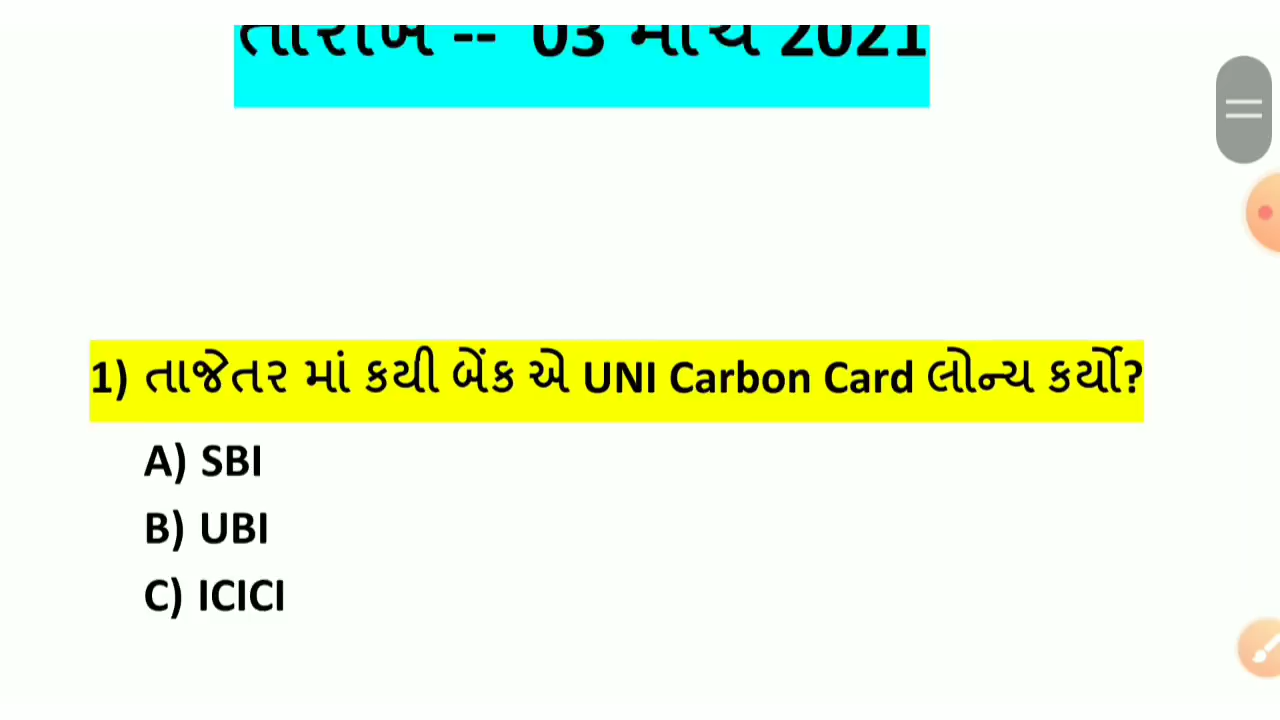 તારીખ -- 03 માર્ચ 2021
1) તાજેતર માં કયી બેંક એ UNI Carbon Card લોન્ચ કર્યો?
A) SBI
B) UBI
C) ICICI